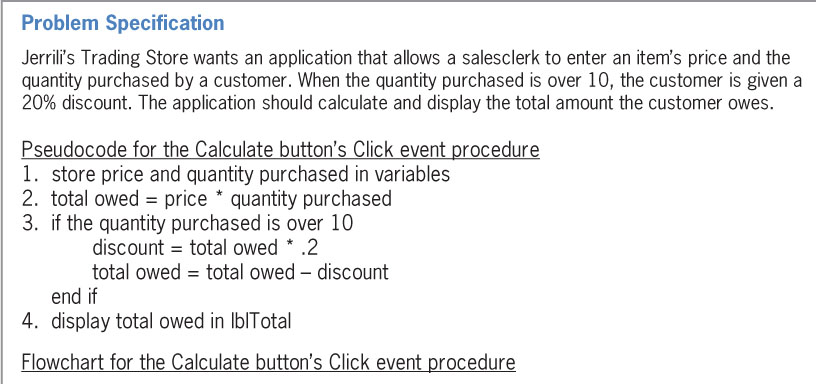 Problem Specification
Jerrili's Trading Store wants an application that allows a salesclerk to enter an item's price and the
quantity purchased by a customer. When the quantity purchased is over 10, the customer is given a
20% discount. The application should calculate and display the total amount the customer owes.
Pseudocode for the Calculate button's Click event procedure
1. store price and quantity purchased in variables
2. total owed = price * quantity purchased
3. if the quantity purchased is over 10
discount = total owed * .2
total owed = total owed – discount
end if
4. display total owed in lblTotal
Flowchart for the Calculate button's Click event procedure